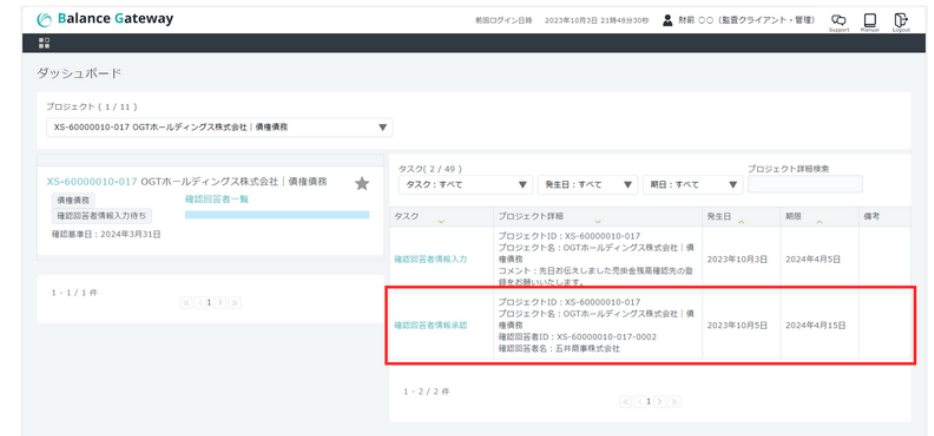 Balance Gateway
前回ログイン日時 2023年10月3日 21時48分30秒 財前 ○○ (監査クライアント・管理)
Support Manual Logout
ダッシュボード
プロジェクト ( 1 / 11 )
XS-60000010-017 OGTホールディングス株式会社｜債権債務
XS-60000010-017 OGTホールディングス株式会社｜債権債務
債権債務 確認回答者一覧
確認回答者情報入力待ち
確認基準日：2024年3月31日
1 - 1 / 1 件
« < 1 > »
タスク( 2 / 49 ) プロジェクト詳細検索
タスク：すべて 発生日：すべて 期日：すべて
タスク プロジェクト詳細 発生日 期限 備考
プロジェクトID：XS-60000010-017
プロジェクト名：OGTホールディングス株式会社｜債
権債務
確認回答者情報入力 2023年10月3日 2024年4月5日
コメント：先日お伝えしました売掛金残高確認先の登
録をお願いいたします。
プロジェクトID：XS-60000010-017
プロジェクト名：OGTホールディングス株式会社｜債
権債務
確認回答者情報承認 2023年10月5日 2024年4月15日
確認回答者ID：XS-60000010-017-0002
確認回答者名：五井商事株式会社
1 - 2 / 2 件
« < 1 > »